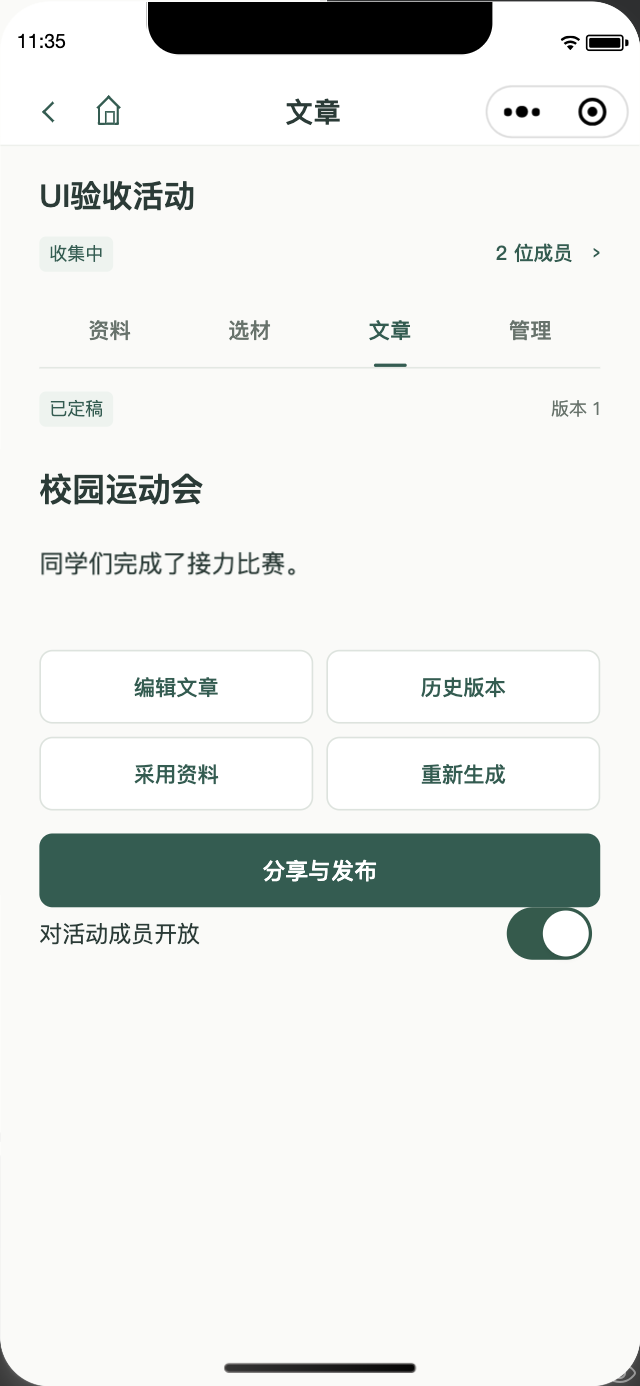 11:35
文章
UI验收活动
收集中
2 位成员 >
资料 选材 文章 管理
已定稿 版本 1
校园运动会
同学们完成了接力比赛。
编辑文章 历史版本
采用资料 重新生成
分享与发布
对活动成员开放